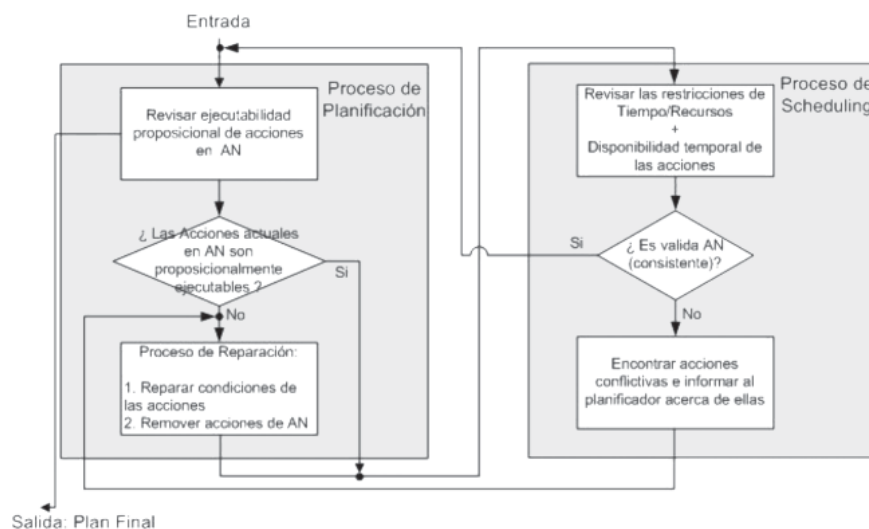 Entrada
Proceso de
Planificación
Revisar ejecutabilidad
proposicional de acciones
en AN
¿ Las Acciones actuales
en AN son
proposicionalmente
ejecutables ?
Si
No
Proceso de Reparación:
1. Reparar condiciones de
las acciones
2. Remover acciones de AN
Salida: Plan Final
Proceso de
Scheduling
Revisar las restricciones de
Tiempo/Recursos
+
Disponibilidad temporal de
las acciones
¿ Es valida AN
(consistente)?
Si
No
Encontrar acciones
conflictivas e informar al
planificador acerca de ellas